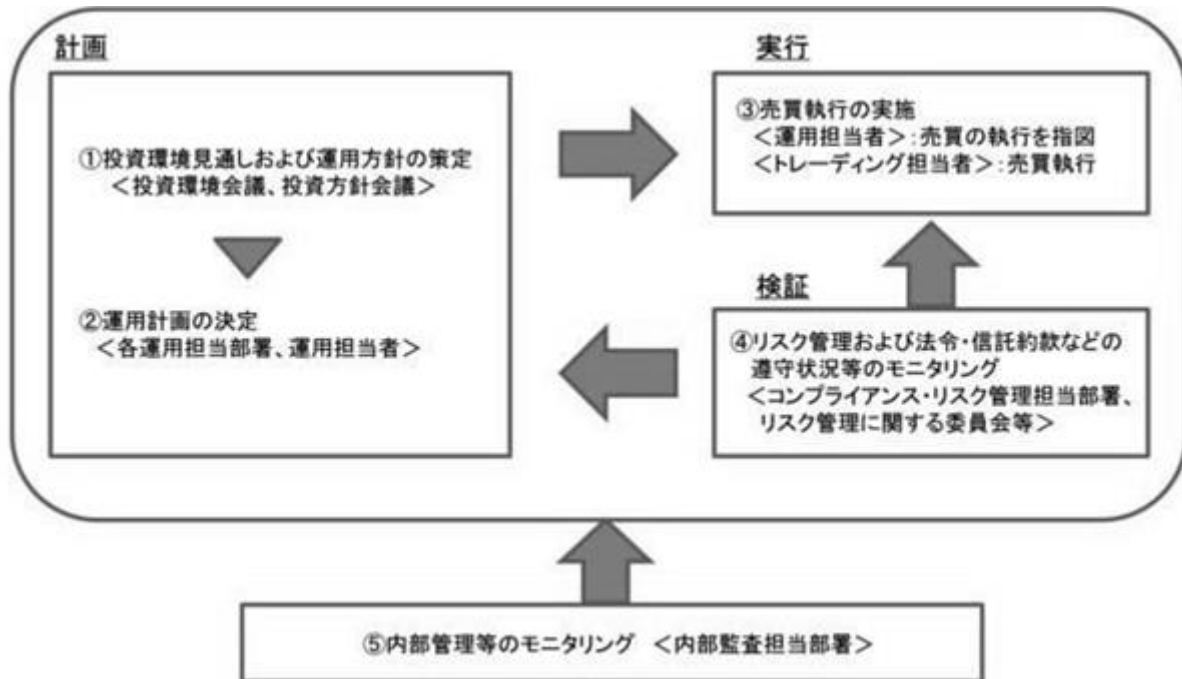 計画
①投資環境見通しおよび運用方針の策定
＜投資環境会議、投資方針会議＞
②運用計画の決定
＜各運用担当部署、運用担当者＞
実行
③売買執行の実施
＜運用担当者＞：売買の執行を指図
＜トレーディング担当者＞：売買執行
検証
④リスク管理および法令・信託約款などの
遵守状況等のモニタリング
＜コンプライアンス・リスク管理担当部署、
リスク管理に関する委員会等＞
⑤内部管理等のモニタリング ＜内部監査担当部署＞